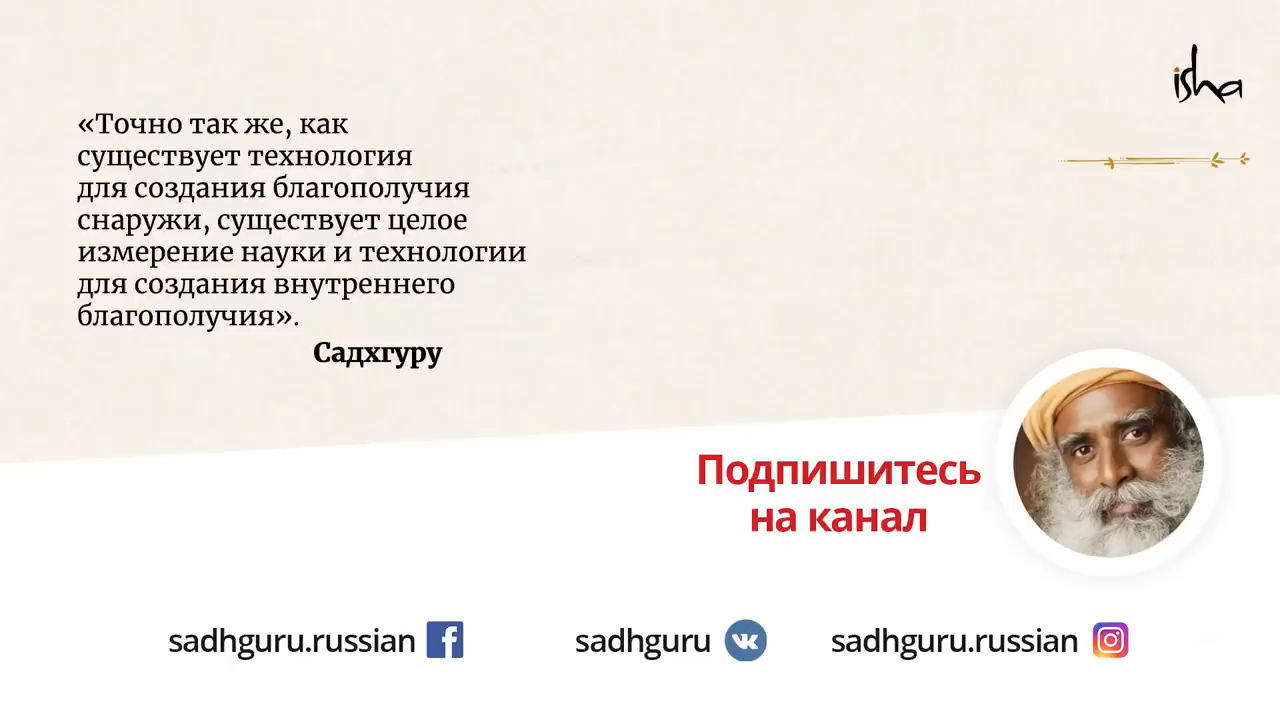 isha
«Точно так же, как
существует технология
для создания благополучия
снаружи, существует целое
измерение науки и технологии
для создания внутреннего
благополучия».
Садхгуру
Подпишитесь
на канал
sadhguru.russian f
sadhguru
sadhguru.russian